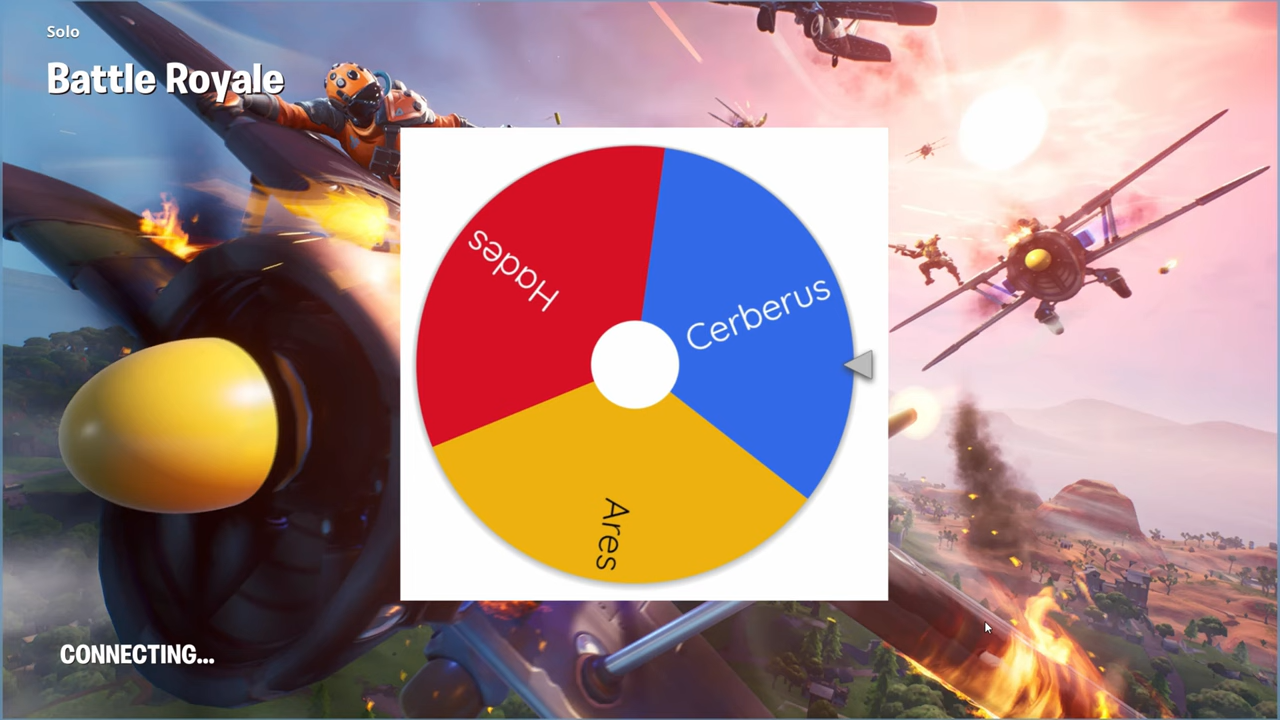 Solo
Battle Royale
Hades
Cerberus
Ares
CONNECTING...